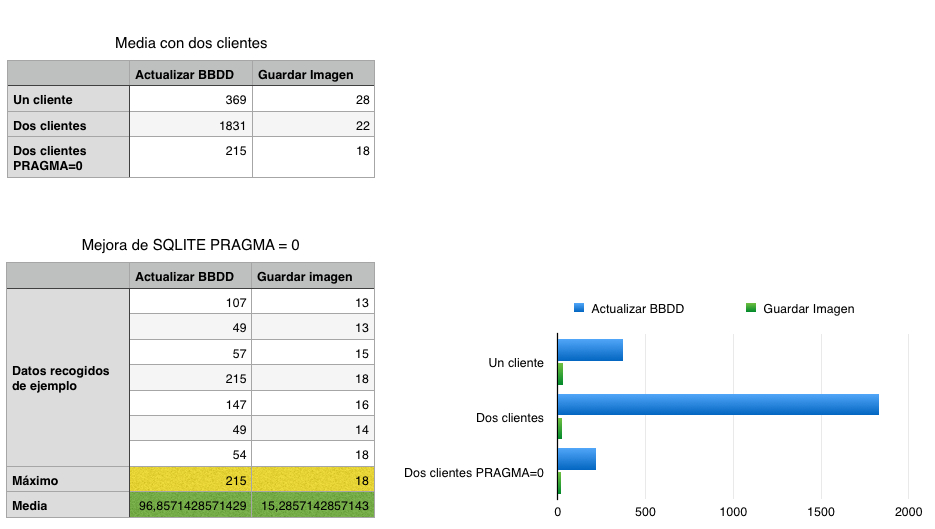 Media con dos clientes
Actualizar BBDD Guardar Imagen
Un cliente 369 28
Dos clientes 1831 22
Dos clientes PRAGMA=0 215 18
Mejora de SQLITE PRAGMA = 0
Actualizar BBDD Guardar imagen
Datos recogidos de ejemplo
107 13
49 13
57 15
215 18
147 16
49 14
54 18
Máximo 215 18
Media 96,8571428571429 15,2857142857143
Actualizar BBDD Guardar Imagen
Un cliente
Dos clientes
Dos clientes PRAGMA=0
0 500 1000 1500 2000